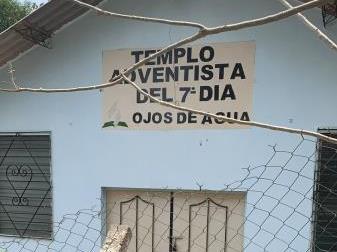 TEMPLO
ADVENTISTA
DEL 7º DIA
OJOS DE AGUA